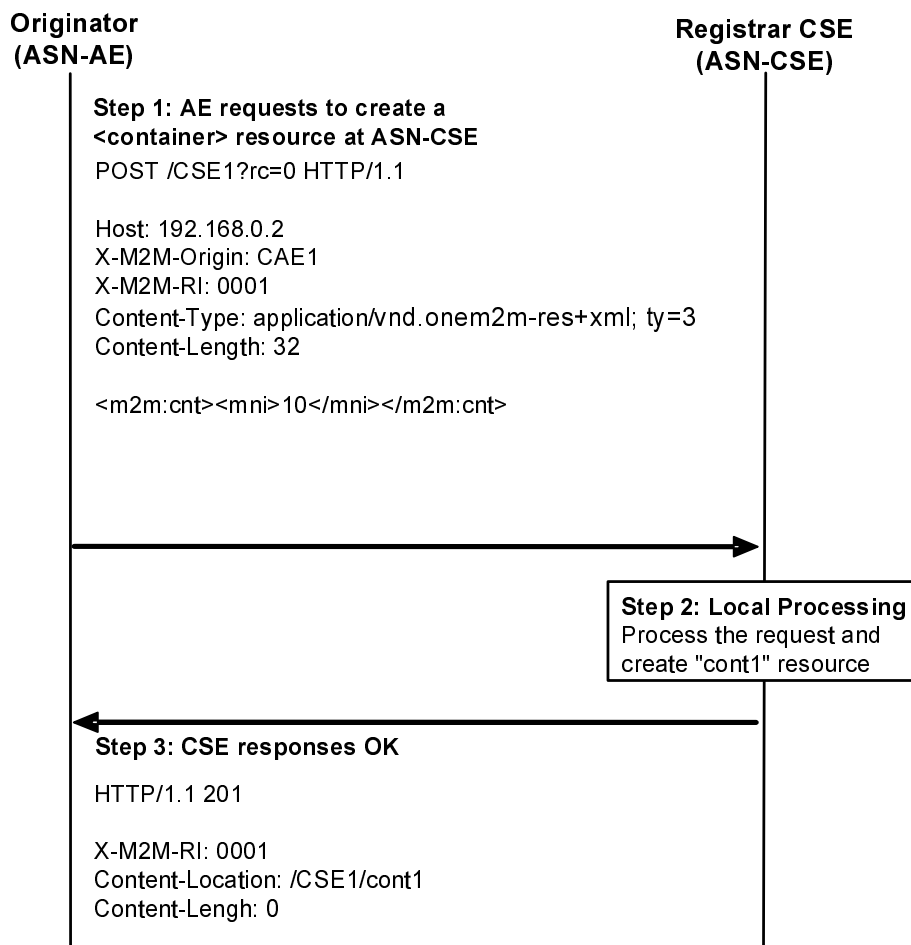 Originator
(ASN-AE)
Registrar CSE
(ASN-CSE)
Step 1: AE requests to create a
<container> resource at ASN-CSE
POST /CSE1?rc=0 HTTP/1.1
Host: 192.168.0.2
X-M2M-Origin: CAE1
X-M2M-RI: 0001
Content-Type: application/vnd.onem2m-res+xml; ty=3
Content-Length: 32
<m2m:cnt><mni>10</mni></m2m:cnt>
Step 2: Local Processing
Process the request and
create "cont1" resource
Step 3: CSE responses OK
HTTP/1.1 201
X-M2M-RI: 0001
Content-Location: /CSE1/cont1
Content-Lengh: 0